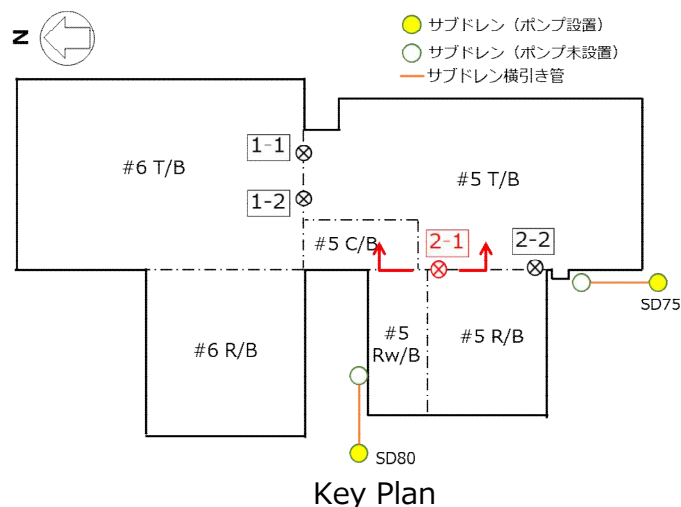 N
サブドレン（ポンプ設置）
サブドレン（ポンプ未設置）
サブドレン横引き管
1-1
#6 T/B
1-2
#5 T/B
#5 C/B
2-1
2-2
SD75
#6 R/B
#5
Rw/B
#5 R/B
SD80
Key Plan